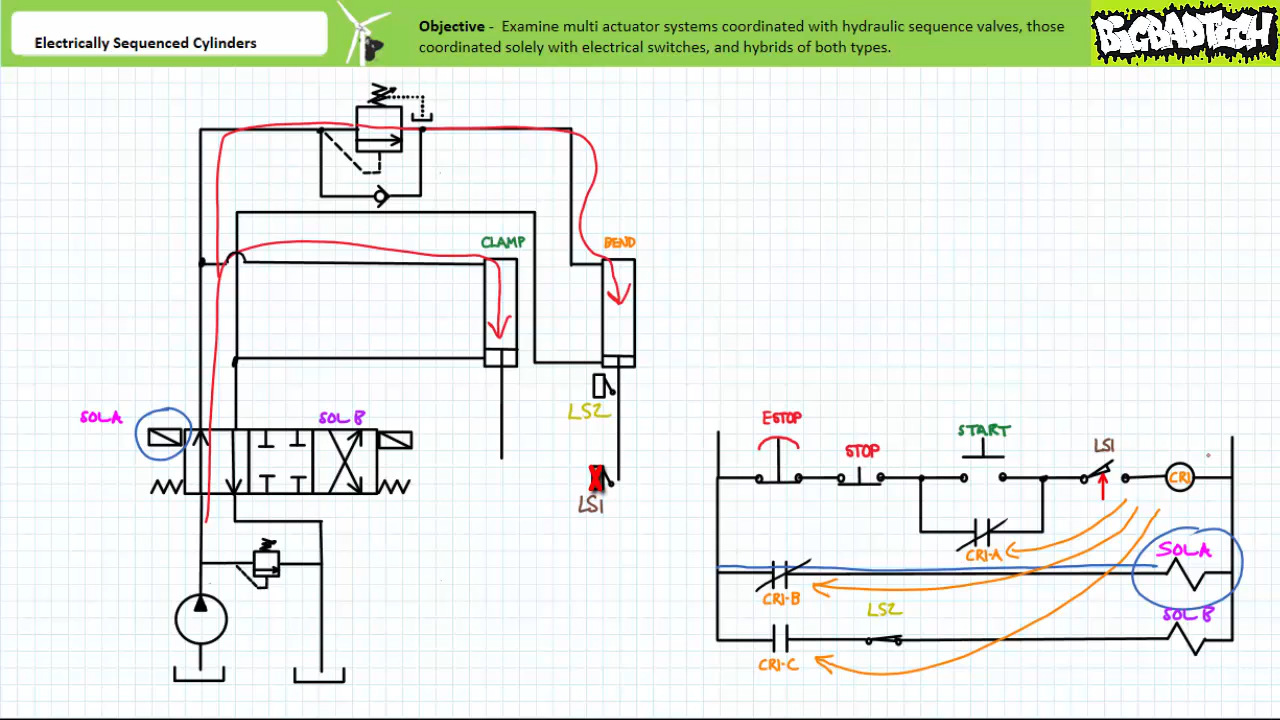 Electrically Sequenced Cylinders
Objective - Examine multi actuator systems coordinated with hydraulic sequence valves, those
coordinated solely with electrical switches, and hybrids of both types.
BIGBADTECH
CLAMP
BEND
SOL A
SOL B
LS2
LS1
ESTOP
STOP
START
LS1
CR1
CR1-A
SOL A
CR1-B
LS2
SOL B
CR1-C